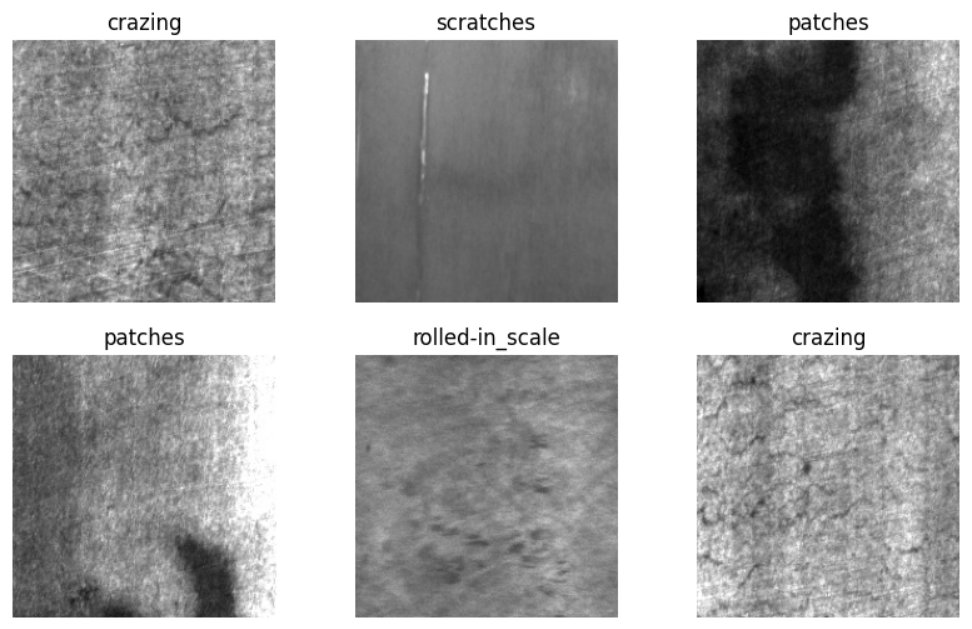 crazing
scratches
patches
patches
rolled-in_scale
crazing